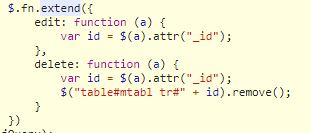 $.fn.extend({
    edit: function (a) {
        var id = $(a).attr("_id");
    },
    delete: function (a) {
        var id = $(a).attr("_id");
        $("table#mtabl tr#" + id).remove();
    }
})